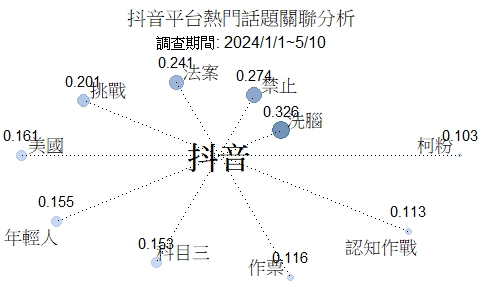 抖音平台熱門話題關聯分析
調查期間: 2024/1/1~5/10
0.241
法案
0.274
禁止
0.201
挑戰
0.326
洗腦
0.161
美國
抖音
0.103
柯粉
0.155
年輕人
0.113
認知作戰
0.153
科目三
0.116
作票